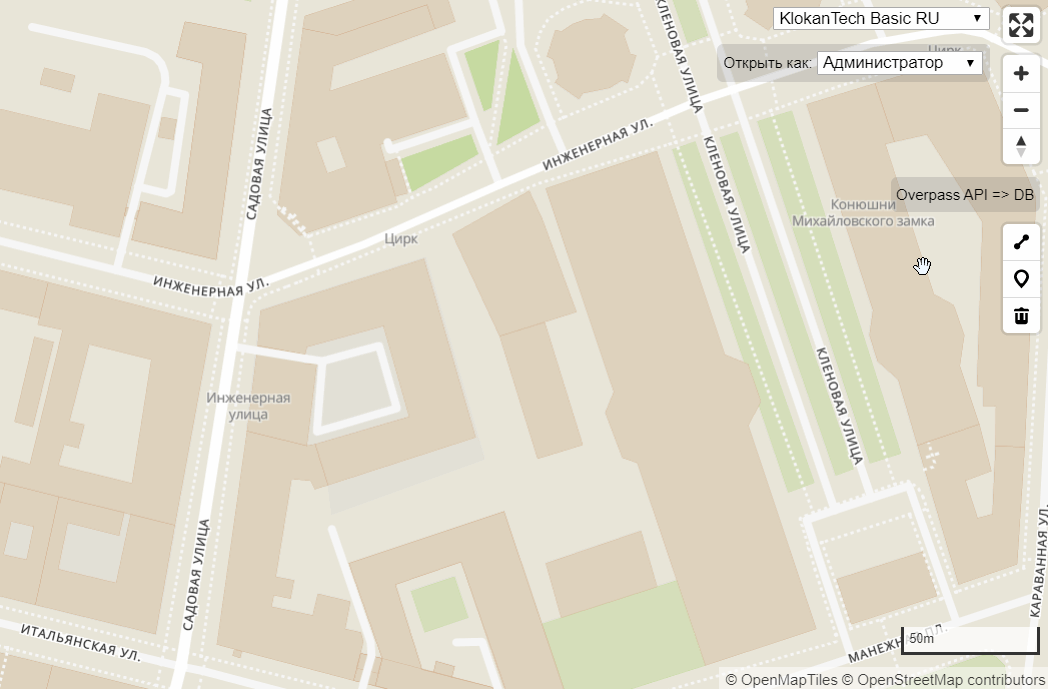 KlokanTech Basic RU
КЛЕНОВАЯ УЛИЦА
Цирк
Открыть как: Администратор
ИНЖЕНЕРНАЯ УЛ.
САДОВАЯ УЛИЦА
КЛЕНОВАЯ УЛИЦА
Overpass API => DB
Конюшни
Михайловского замка
Цирк
ИНЖЕНЕРНАЯ УЛ.
КЛЕНОВАЯ УЛИЦА
Инженерная
улица
САДОВАЯ УЛИЦА
КАРАВАННАЯ УЛ.
ИТАЛЬЯНСКАЯ УЛ.
МАНЕЖНАЯ ПЛ.
50m
© OpenMapTiles © OpenStreetMap contributors